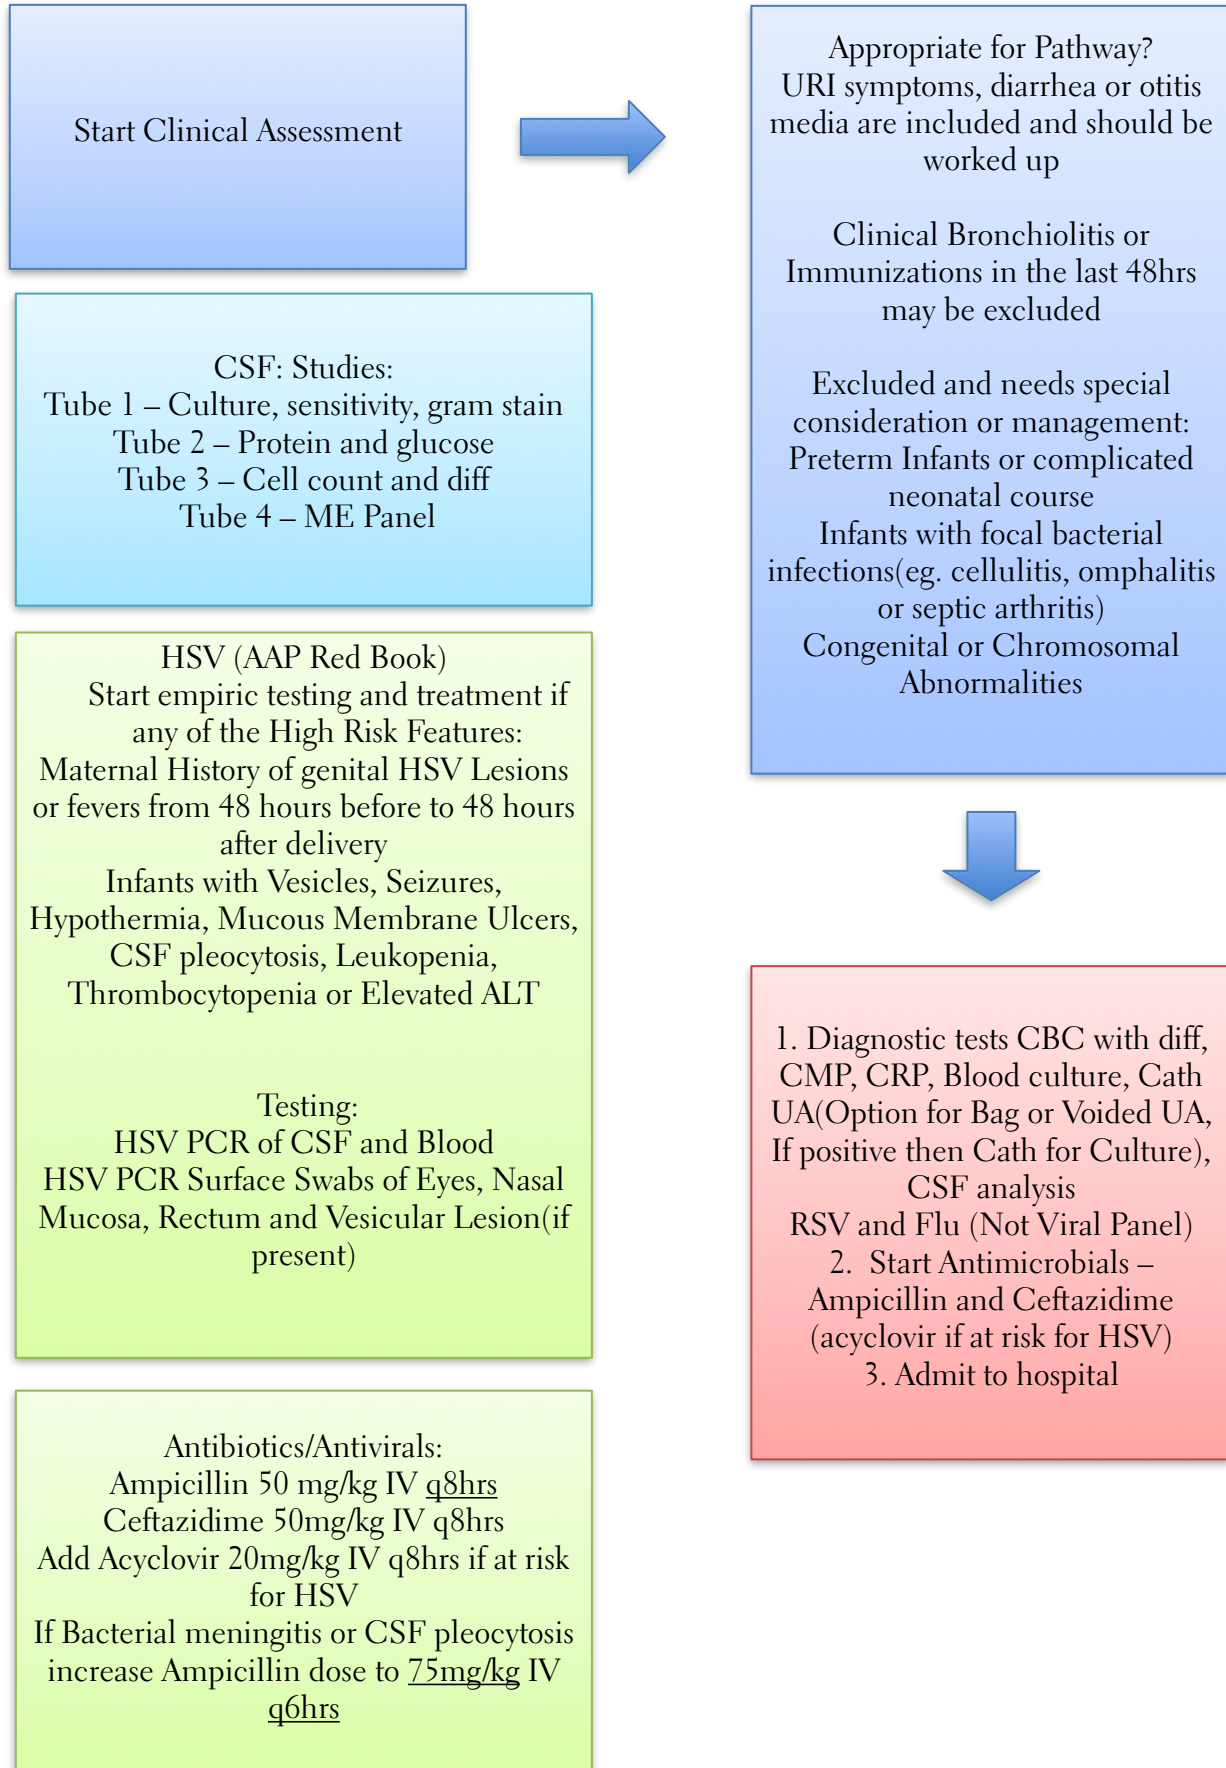 Start Clinical Assessment
Appropriate for Pathway?
URI symptoms, diarrhea or otitis
media are included and should be
worked up
Clinical Bronchiolitis or
Immunizations in the last 48hrs
may be excluded
Excluded and needs special
consideration or management:
Preterm Infants or complicated
neonatal course
Infants with focal bacterial
infections(eg. cellulitis, omphalitis
or septic arthritis)
Congenital or Chromosomal
Abnormalities
CSF: Studies:
Tube 1 – Culture, sensitivity, gram stain
Tube 2 – Protein and glucose
Tube 3 – Cell count and diff
Tube 4 – ME Panel
HSV (AAP Red Book)
Start empiric testing and treatment if
any of the High Risk Features:
Maternal History of genital HSV Lesions
or fevers from 48 hours before to 48 hours
after delivery
Infants with Vesicles, Seizures,
Hypothermia, Mucous Membrane Ulcers,
CSF pleocytosis, Leukopenia,
Thrombocytopenia or Elevated ALT
Testing:
HSV PCR of CSF and Blood
HSV PCR Surface Swabs of Eyes, Nasal
Mucosa, Rectum and Vesicular Lesion(if
present)
1. Diagnostic tests CBC with diff,
CMP, CRP, Blood culture, Cath
UA(Option for Bag or Voided UA,
If positive then Cath for Culture),
CSF analysis
RSV and Flu (Not Viral Panel)
2. Start Antimicrobials –
Ampicillin and Ceftazidime
(acyclovir if at risk for HSV)
3. Admit to hospital
Antibiotics/Antivirals:
Ampicillin 50 mg/kg IV q8hrs
Ceftazidime 50mg/kg IV q8hrs
Add Acyclovir 20mg/kg IV q8hrs if at risk
for HSV
If Bacterial meningitis or CSF pleocytosis
increase Ampicillin dose to 75mg/kg IV
q6hrs